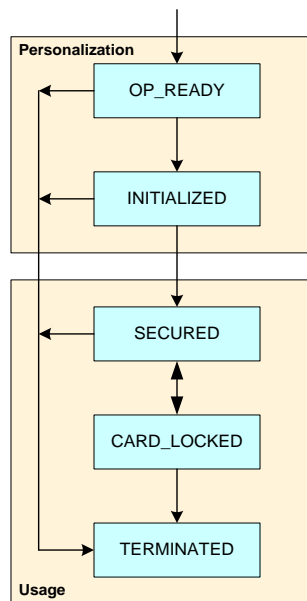 Personalization
OP_READY
INITIALIZED
SECURED
CARD_LOCKED
TERMINATED
Usage